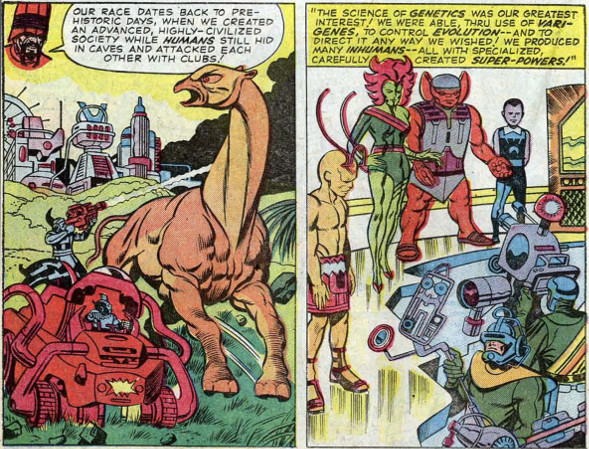 OUR RACE DATES BACK TO PRE-
HISTORIC DAYS, WHEN WE CREATED
AN ADVANCED, HIGHLY-CIVILIZED
SOCIETY WHILE HUMANS STILL HID
IN CAVES AND ATTACKED EACH
OTHER WITH CLUBS!
"THE SCIENCE OF GENETICS WAS OUR GREATEST
INTEREST! WE WERE ABLE, THRU USE OF VARI-
GENES, TO CONTROL EVOLUTION--AND TO
DIRECT IT ANY WAY WE WISHED! WE PRODUCED
MANY INHUMANS--ALL WITH SPECIALIZED,
CAREFULLY CREATED SUPER-POWERS!"